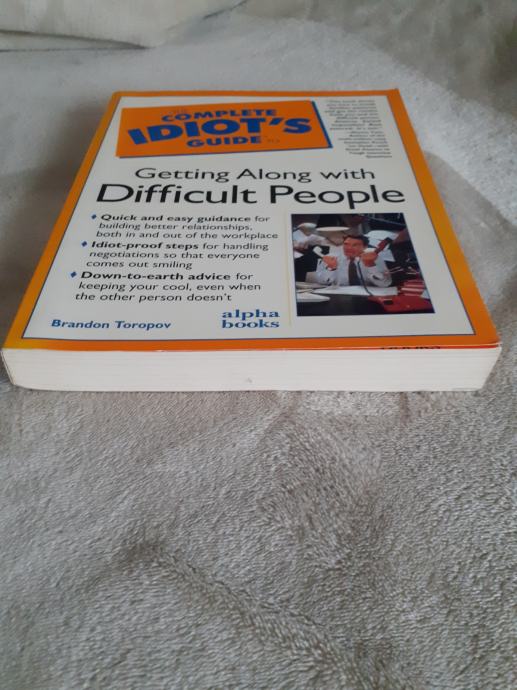 THE
COMPLETE
IDIOT'S
GUIDE TO
Getting Along with
Difficult People
♦ Quick and easy guidance for
building better relationships,
both in and out of the workplace
♦ Idiot-proof steps for handling
negotiations so that everyone
comes out smiling
♦ Down-to-earth advice for
keeping your cool, even when
the other person doesn't
Brandon Toropov
alpha
books